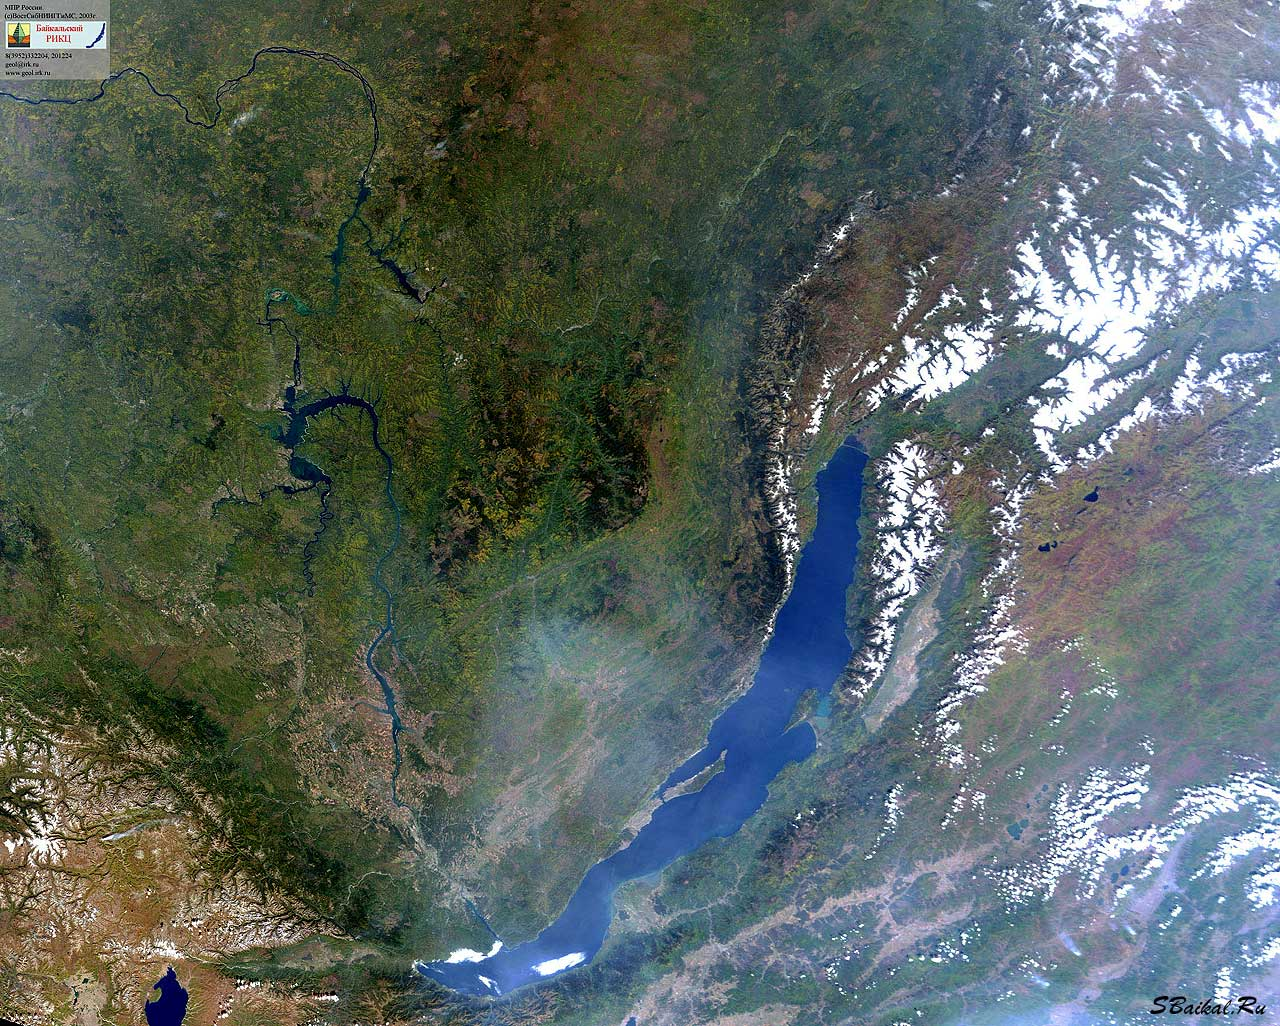 МПР России
(c)ВостСибНИИГГиМС, 2003г.
Байкальский
РИКЦ
8(3952)332204, 201224
geol@irk.ru
www.geol.irk.ru
SBaikal.Ru